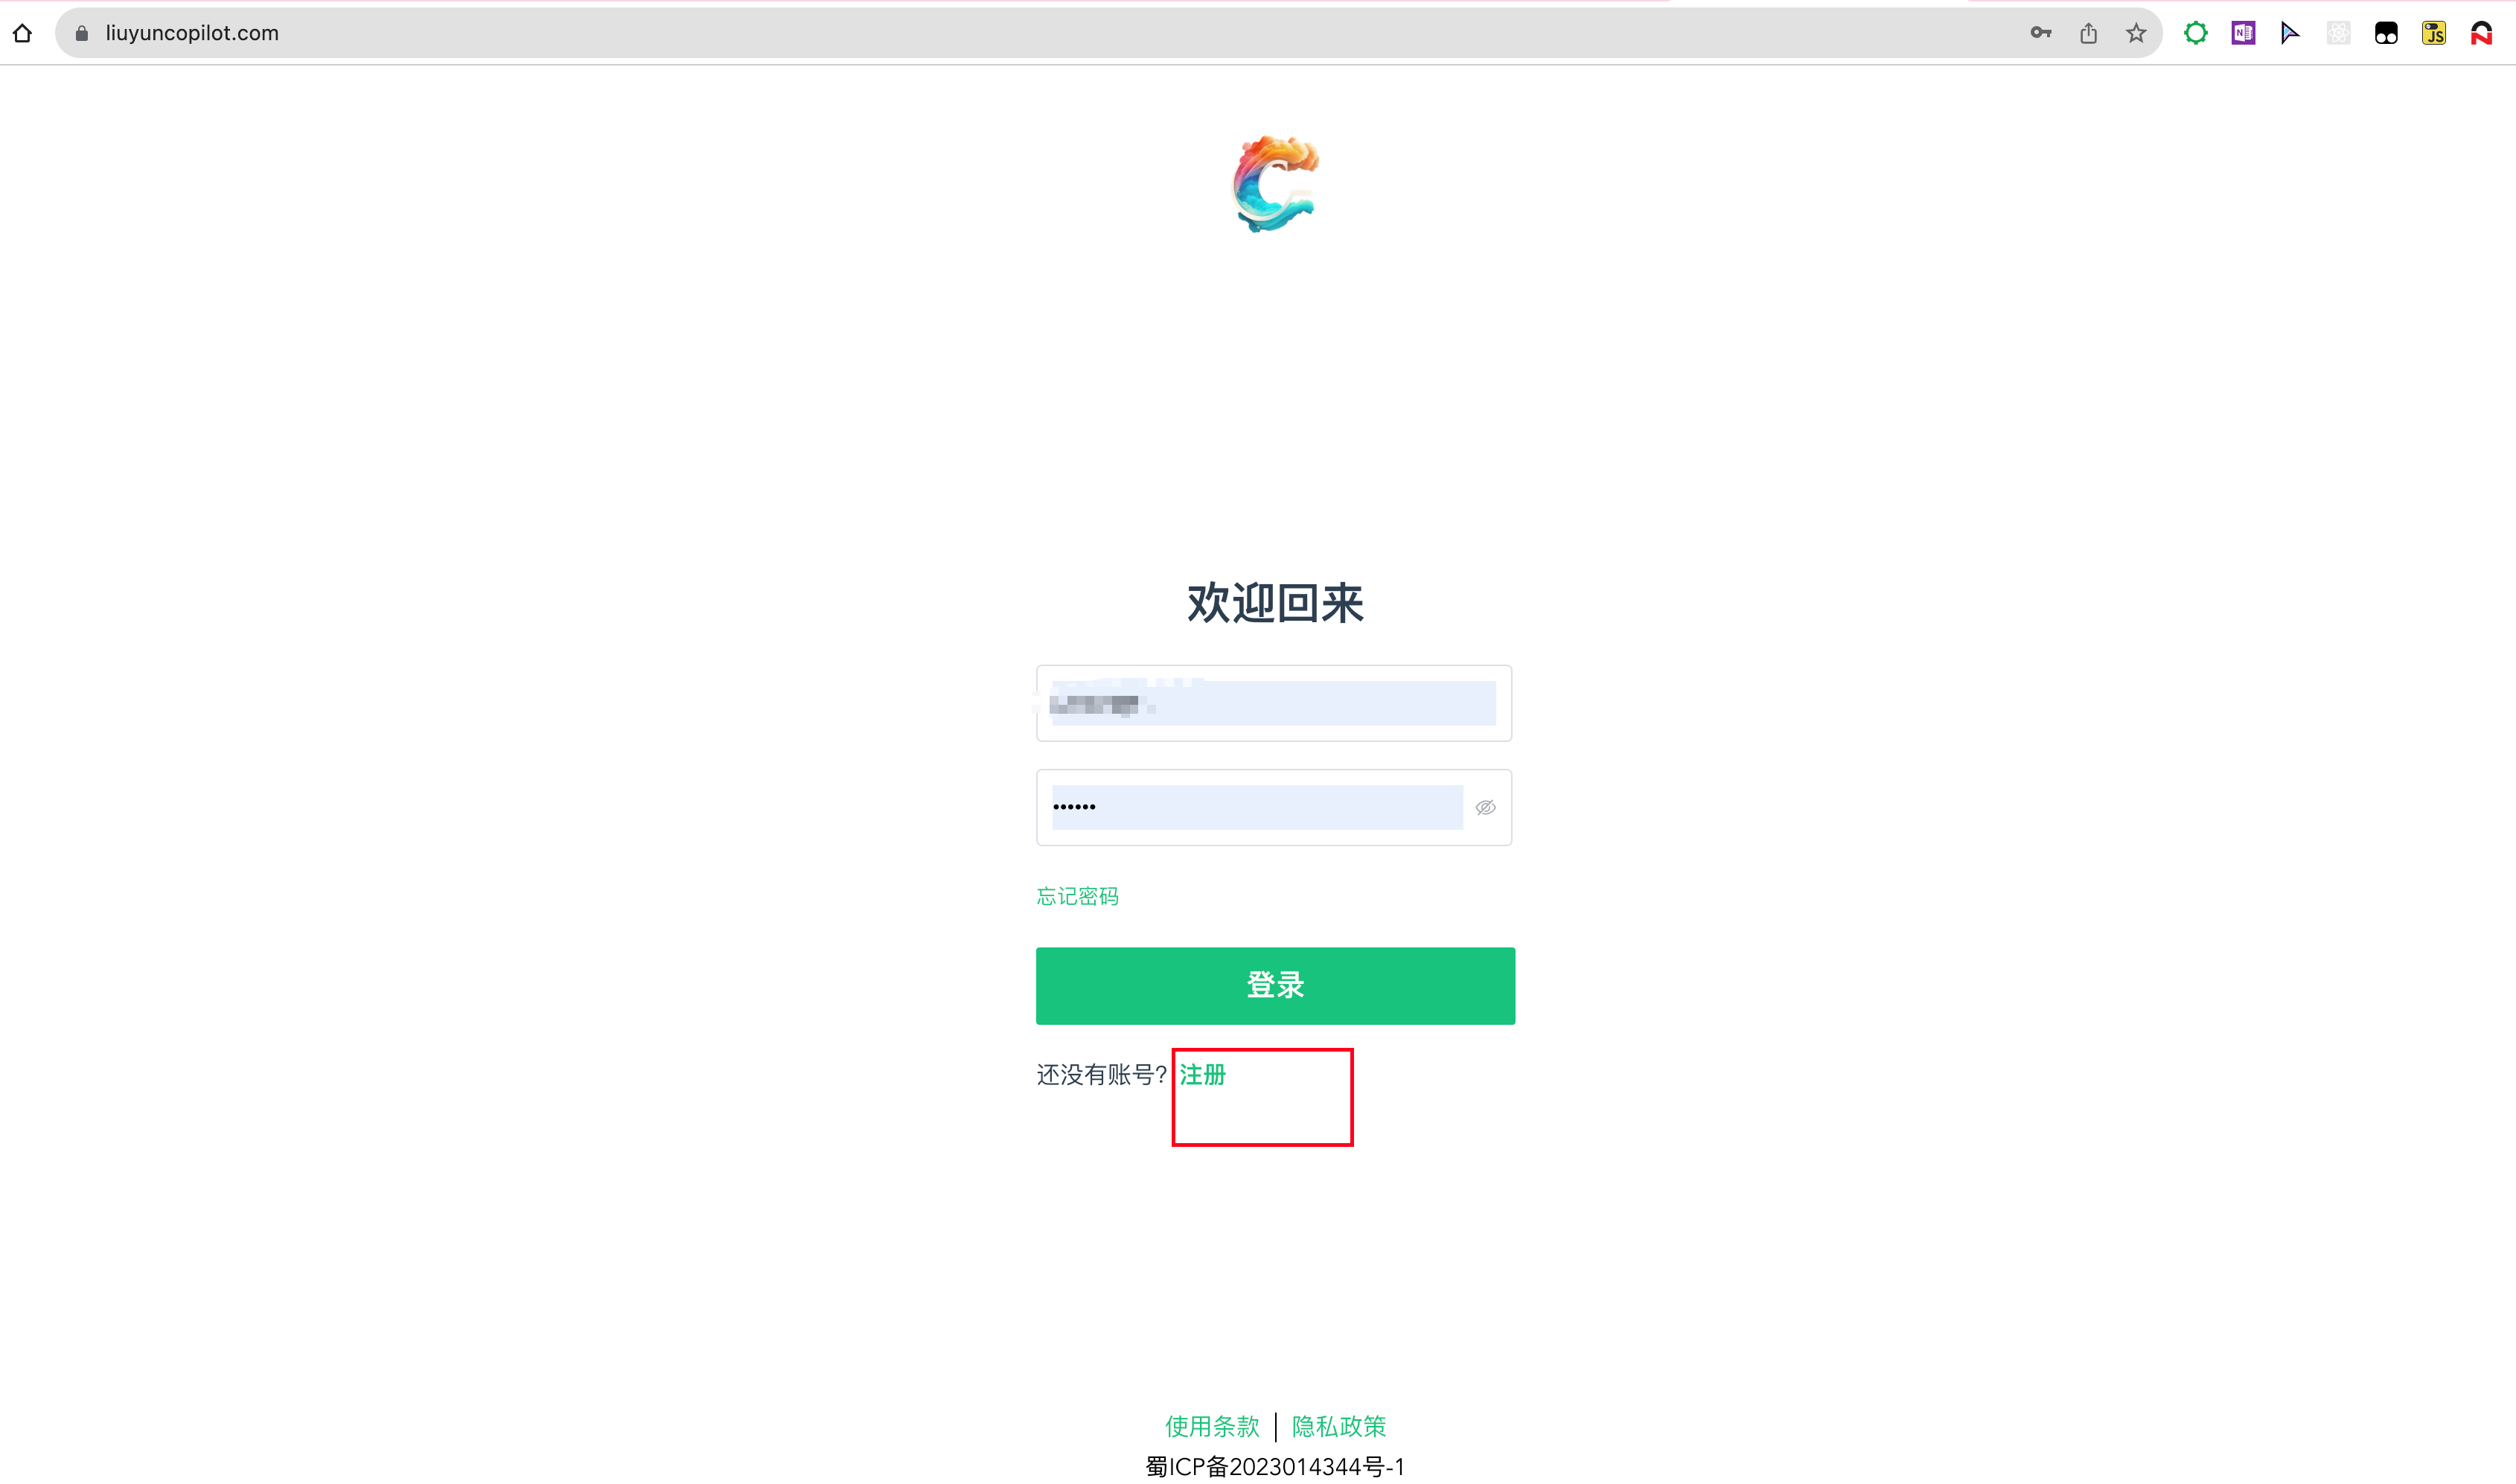 liuyuncopilot.com
欢迎回来
••••••
忘记密码
登录
还没有账号? 注册
使用条款 | 隐私政策
蜀ICP备2023014344号-1